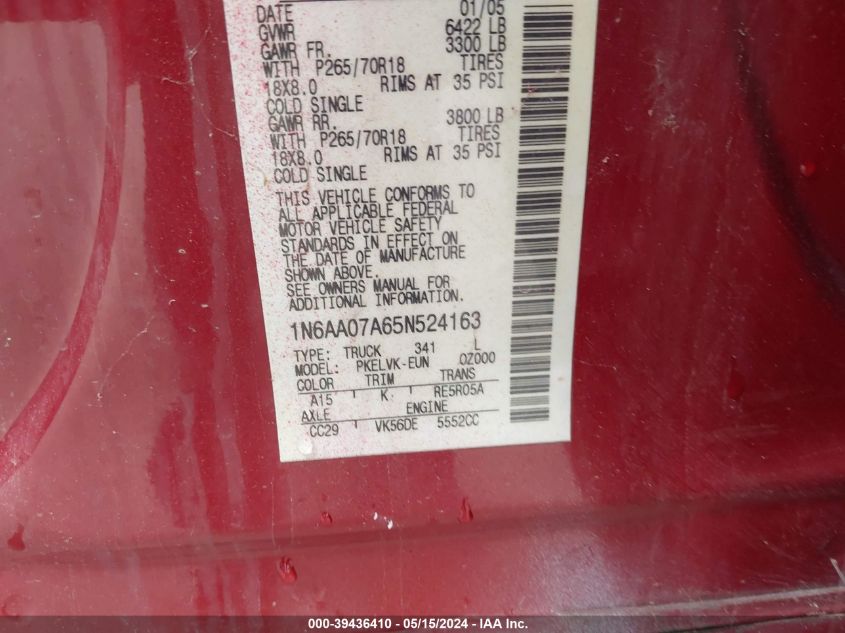 DATE 01/05
GVWR 6422 LB
GAWR FR. 3300 LB
WITH P265/70R18 TIRES
18X8.0 RIMS AT 35 PSI
COLD SINGLE
GAWR RR. 3800 LB
WITH P265/70R18 TIRES
18X8.0 RIMS AT 35 PSI
COLD SINGLE
THIS VEHICLE CONFORMS TO
ALL APPLICABLE FEDERAL
MOTOR VEHICLE SAFETY
STANDARDS IN EFFECT ON
THE DATE OF MANUFACTURE
SHOWN ABOVE.
SEE OWNERS MANUAL FOR
ADDITIONAL INFORMATION.
1N6AA07A65N524163
TYPE: TRUCK 341 L
MODEL: PKELVK-EUN 0Z000
COLOR TRIM TRANS
A15 K RE5R05A
AXLE ENGINE
CC29 VK56DE 5552CC
000-39436410 - 05/15/2024 - IAA Inc.